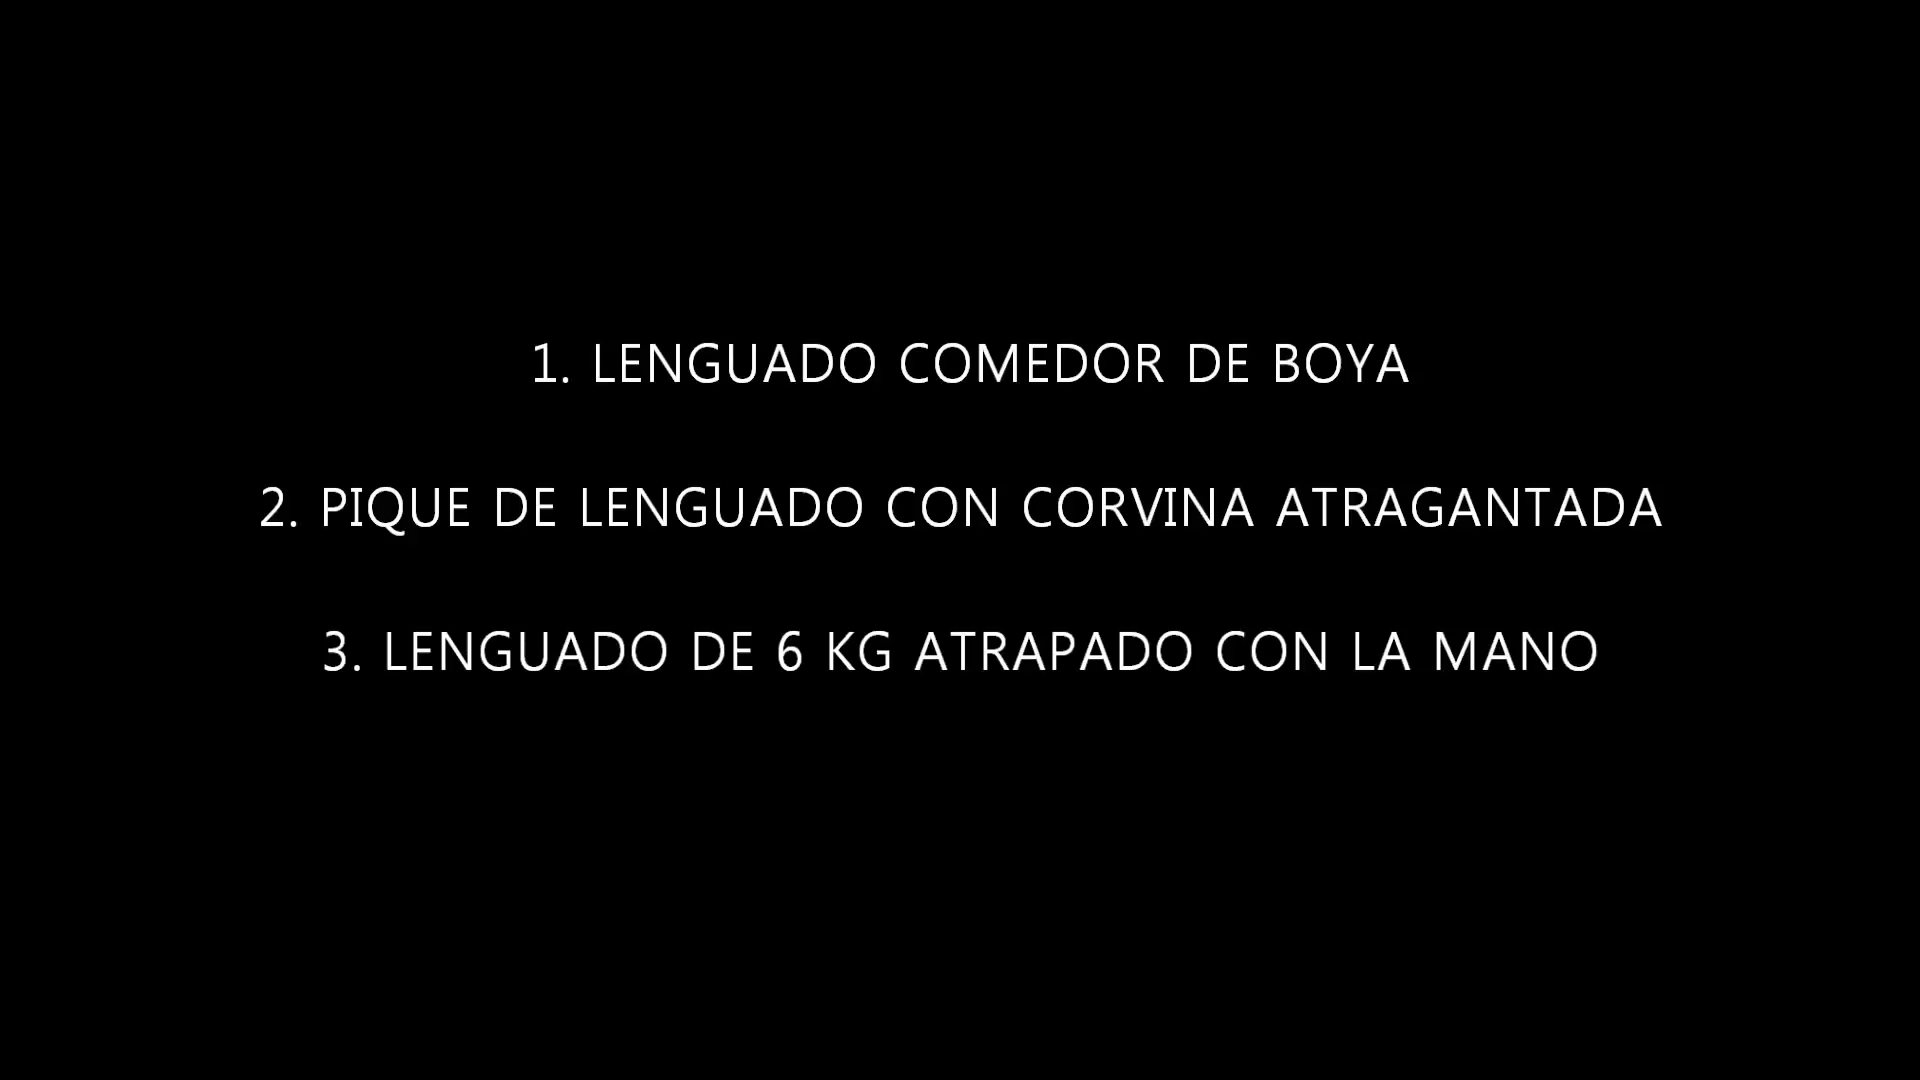 1. LENGUADO COMEDOR DE BOYA
2. PIQUE DE LENGUADO CON CORVINA ATRAGANTADA
3. LENGUADO DE 6 KG ATRAPADO CON LA MANO